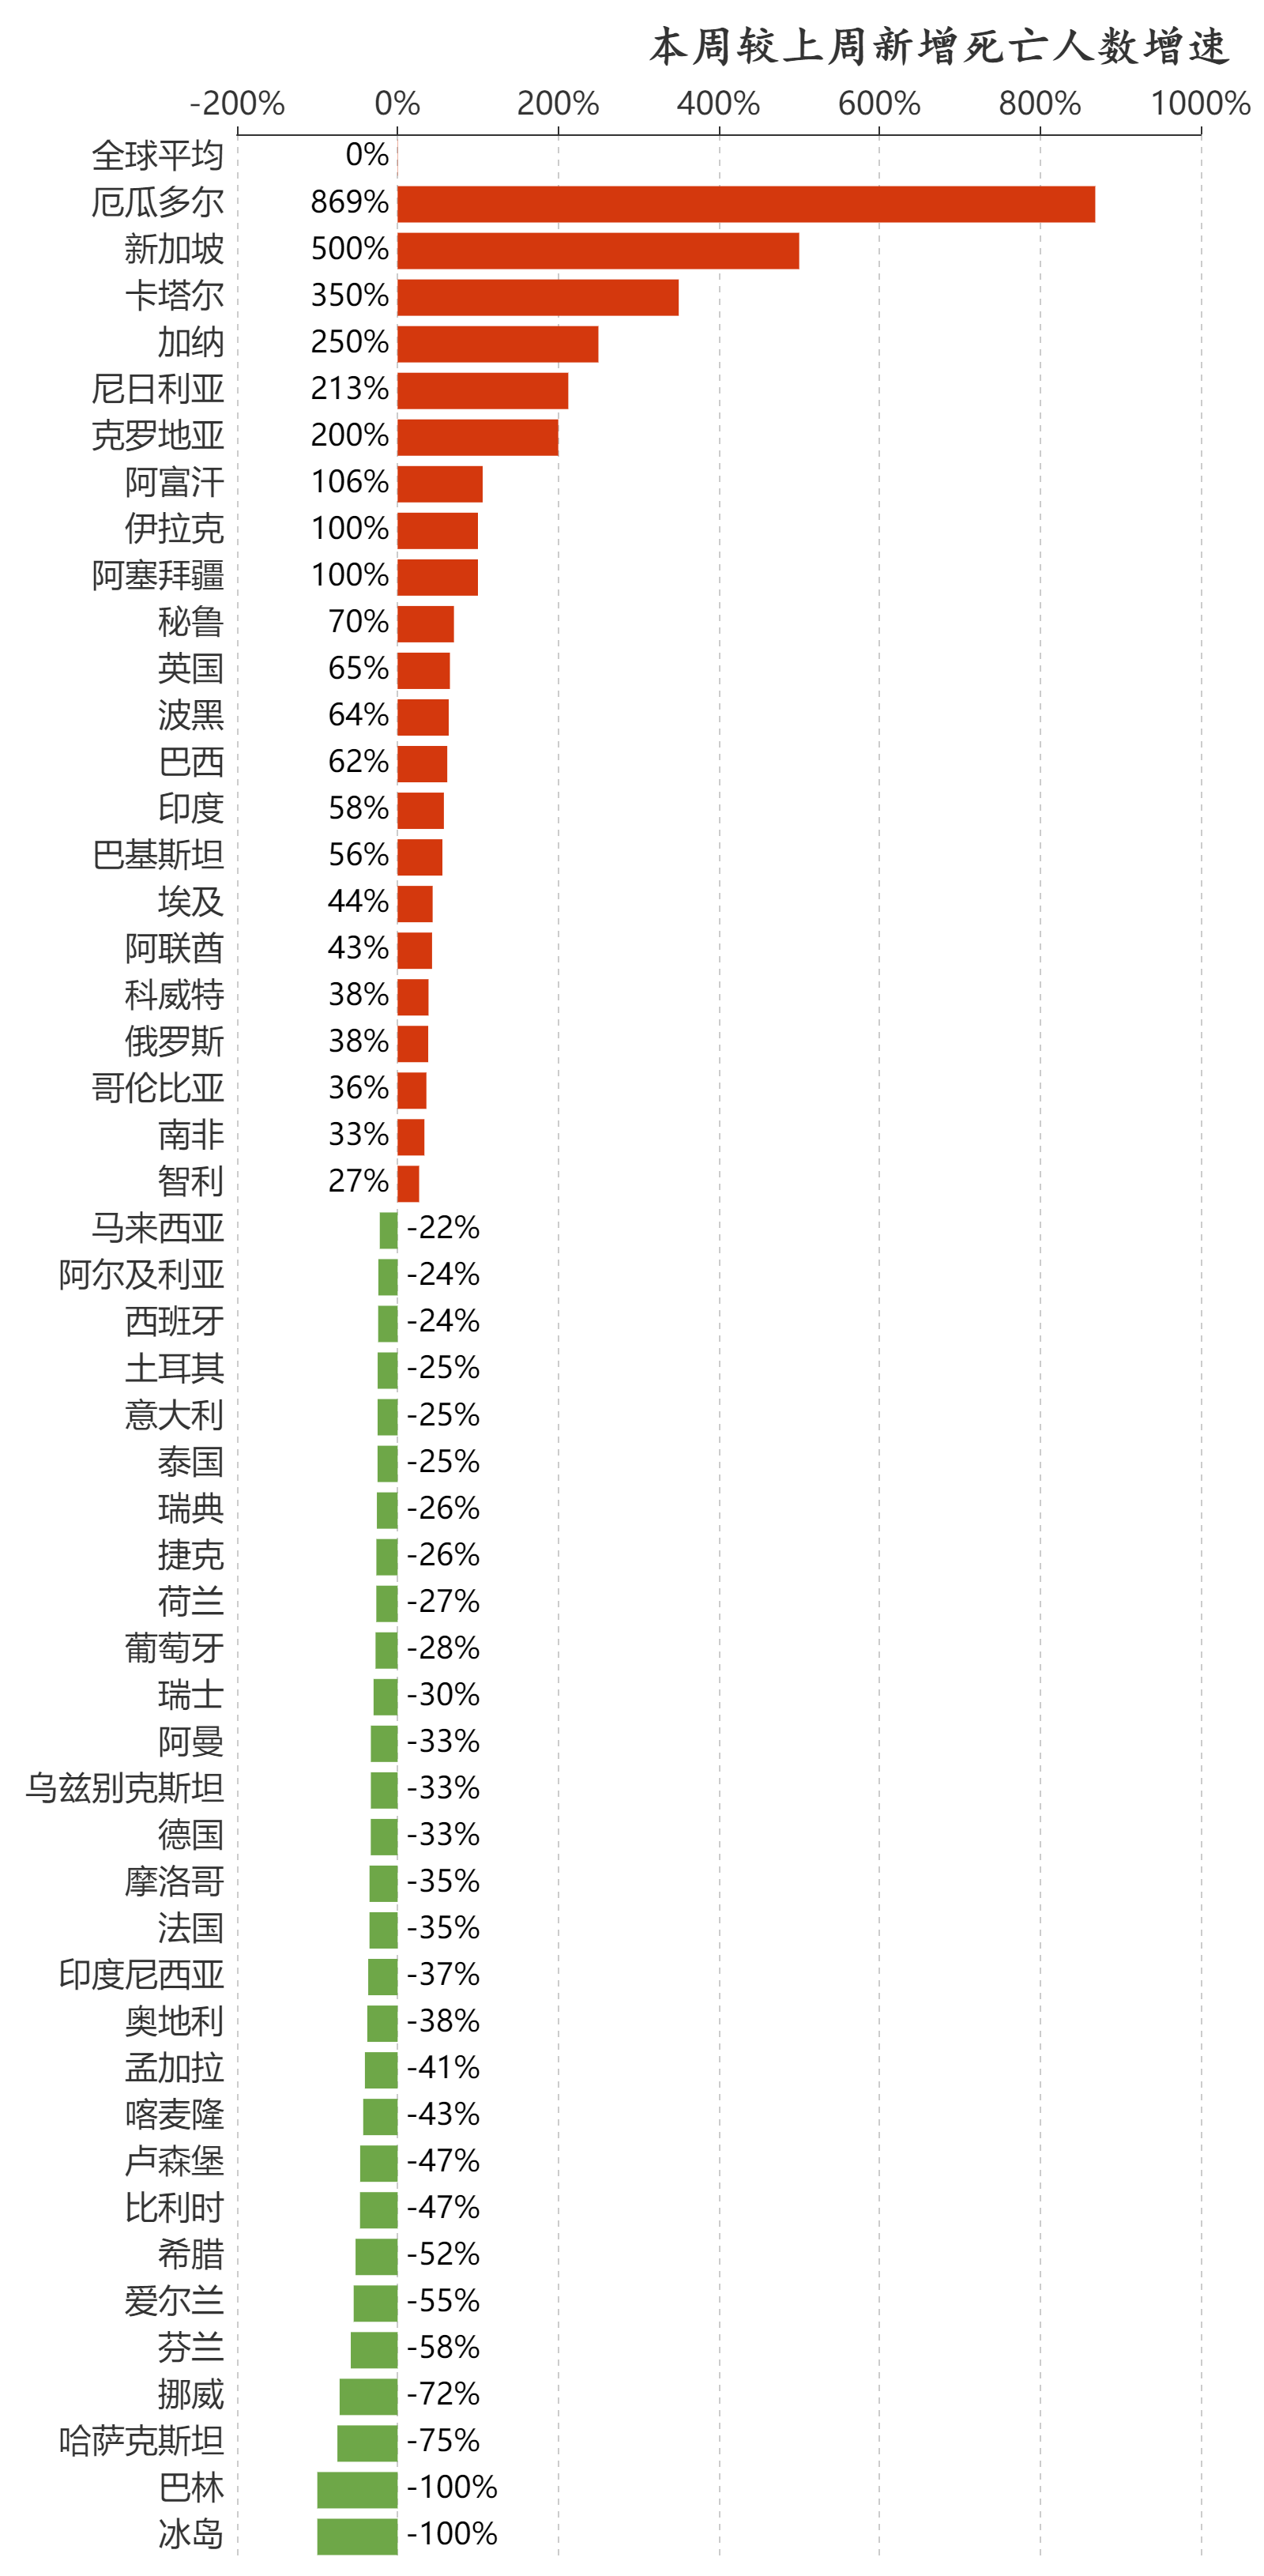 本周较上周新增死亡人数增速
-200% 0% 200% 400% 600% 800% 1000%
全球平均 0%
厄瓜多尔 869%
新加坡 500%
卡塔尔 350%
加纳 250%
尼日利亚 213%
克罗地亚 200%
阿富汗 106%
伊拉克 100%
阿塞拜疆 100%
秘鲁 70%
英国 65%
波黑 64%
巴西 62%
印度 58%
巴基斯坦 56%
埃及 44%
阿联酋 43%
科威特 38%
俄罗斯 38%
哥伦比亚 36%
南非 33%
智利 27%
马来西亚 -22%
阿尔及利亚 -24%
西班牙 -24%
土耳其 -25%
意大利 -25%
泰国 -25%
瑞典 -26%
捷克 -26%
荷兰 -27%
葡萄牙 -28%
瑞士 -30%
阿曼 -33%
乌兹别克斯坦 -33%
德国 -33%
摩洛哥 -35%
法国 -35%
印度尼西亚 -37%
奥地利 -38%
孟加拉 -41%
喀麦隆 -43%
卢森堡 -47%
比利时 -47%
希腊 -52%
爱尔兰 -55%
芬兰 -58%
挪威 -72%
哈萨克斯坦 -75%
巴林 -100%
冰岛 -100%